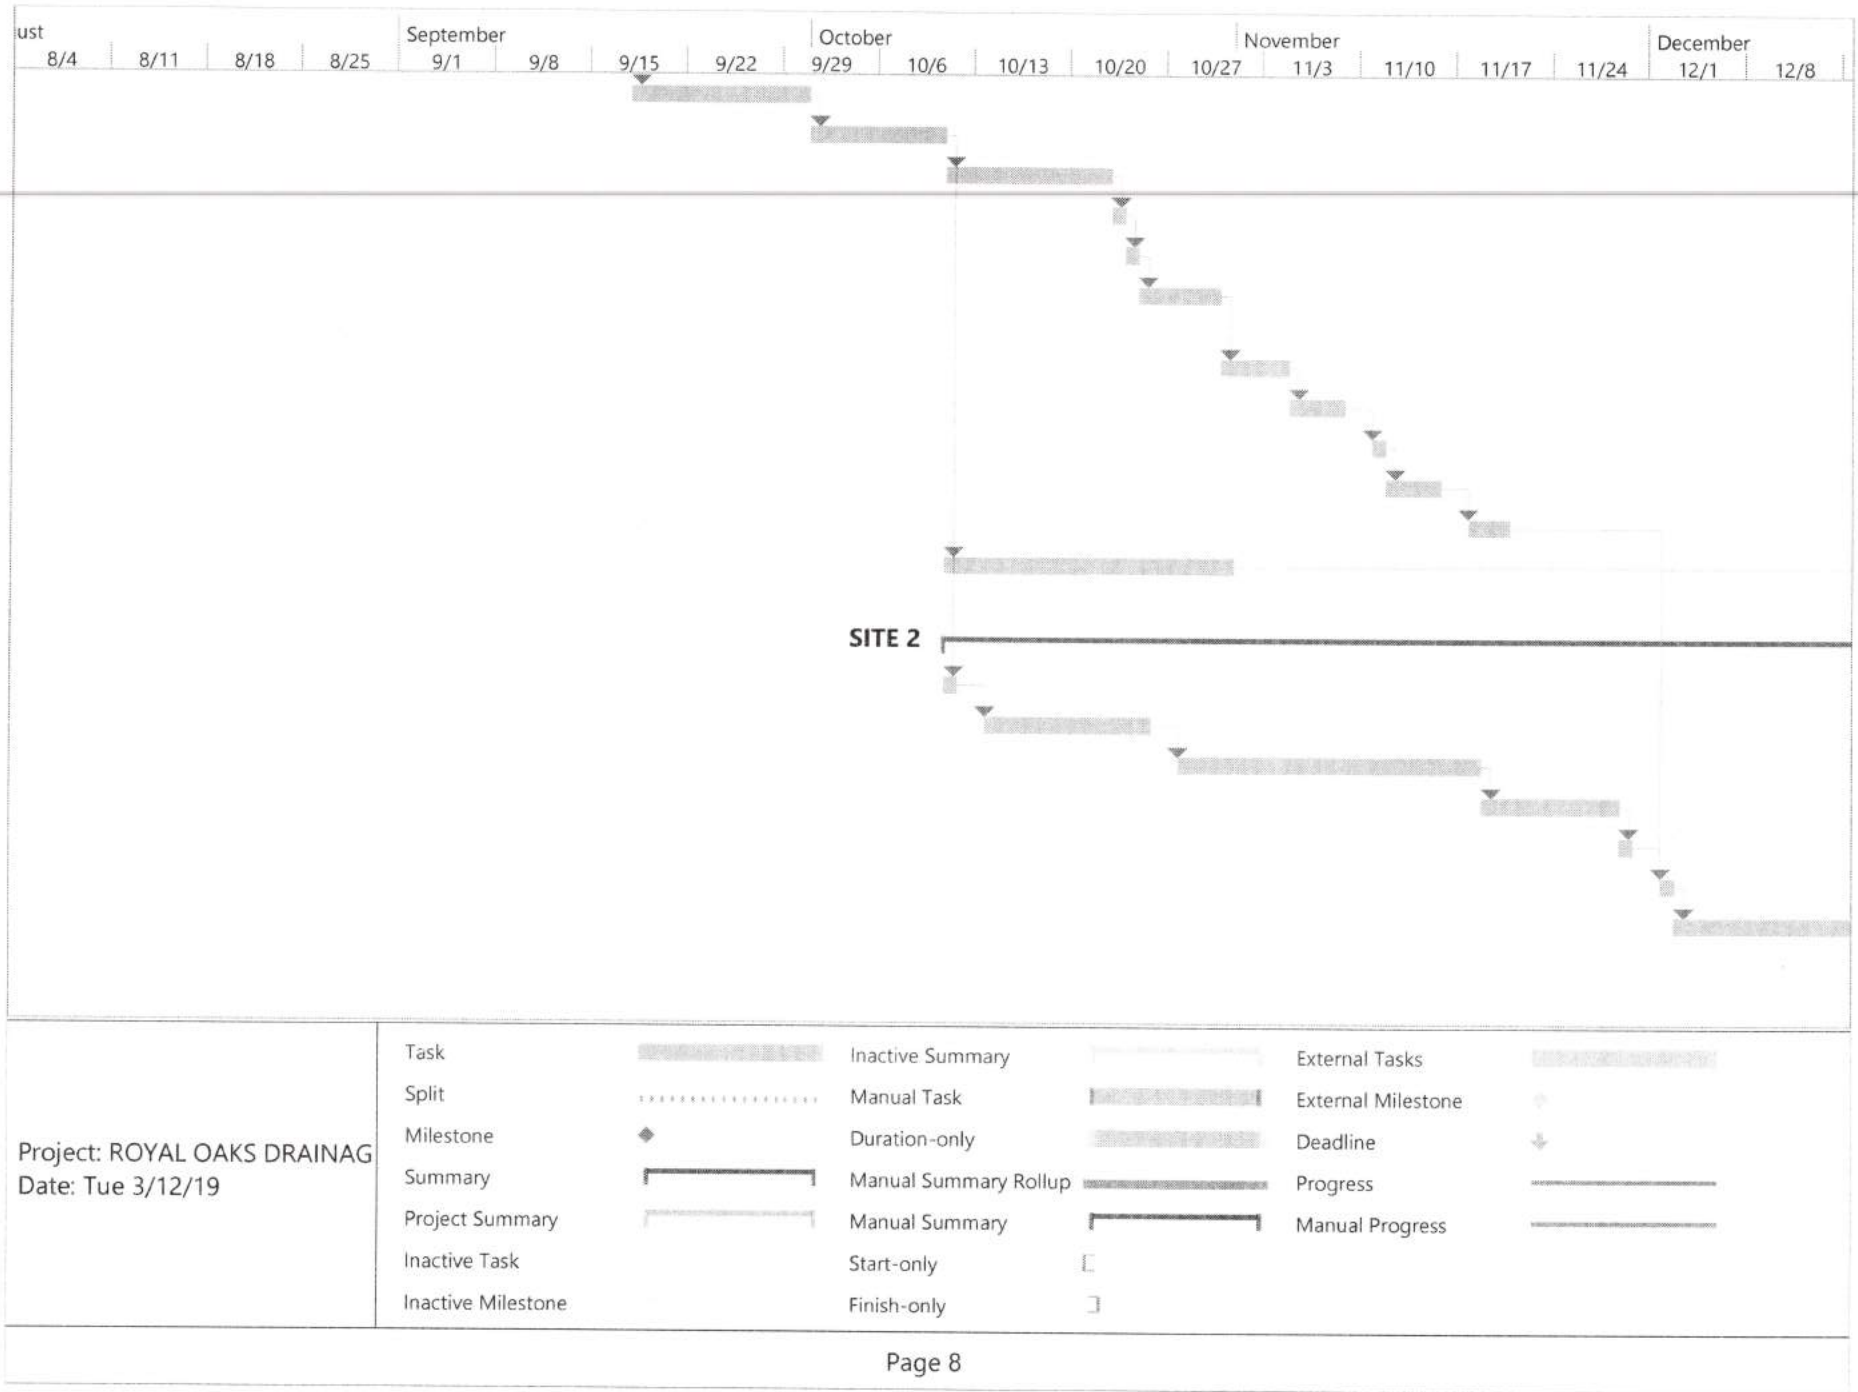 ust September October November December
8/4 8/11 8/18 8/25 9/1 9/8 9/15 9/22 9/29 10/6 10/13 10/20 10/27 11/3 11/10 11/17 11/24 12/1 12/8
SITE 2
Project: ROYAL OAKS DRAINAG
Date: Tue 3/12/19
Task
Split
Milestone
Summary
Project Summary
Inactive Task
Inactive Milestone
Inactive Summary
Manual Task
Duration-only
Manual Summary Rollup
Manual Summary
Start-only
Finish-only
External Tasks
External Milestone
Deadline
Progress
Manual Progress
Page 8